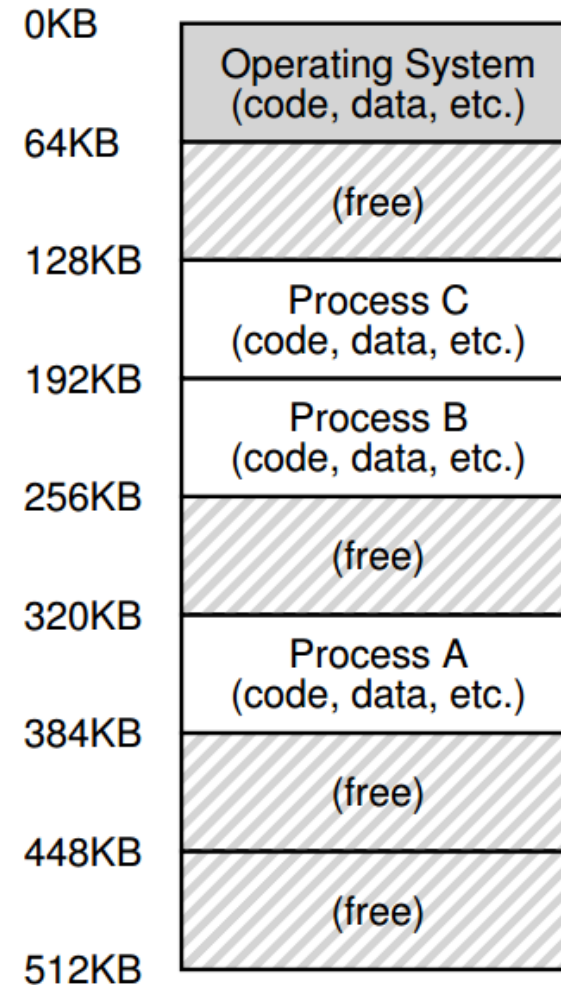 0KB
Operating System
(code, data, etc.)
64KB
(free)
128KB
Process C
(code, data, etc.)
192KB
Process B
(code, data, etc.)
256KB
(free)
320KB
Process A
(code, data, etc.)
384KB
(free)
448KB
(free)
512KB